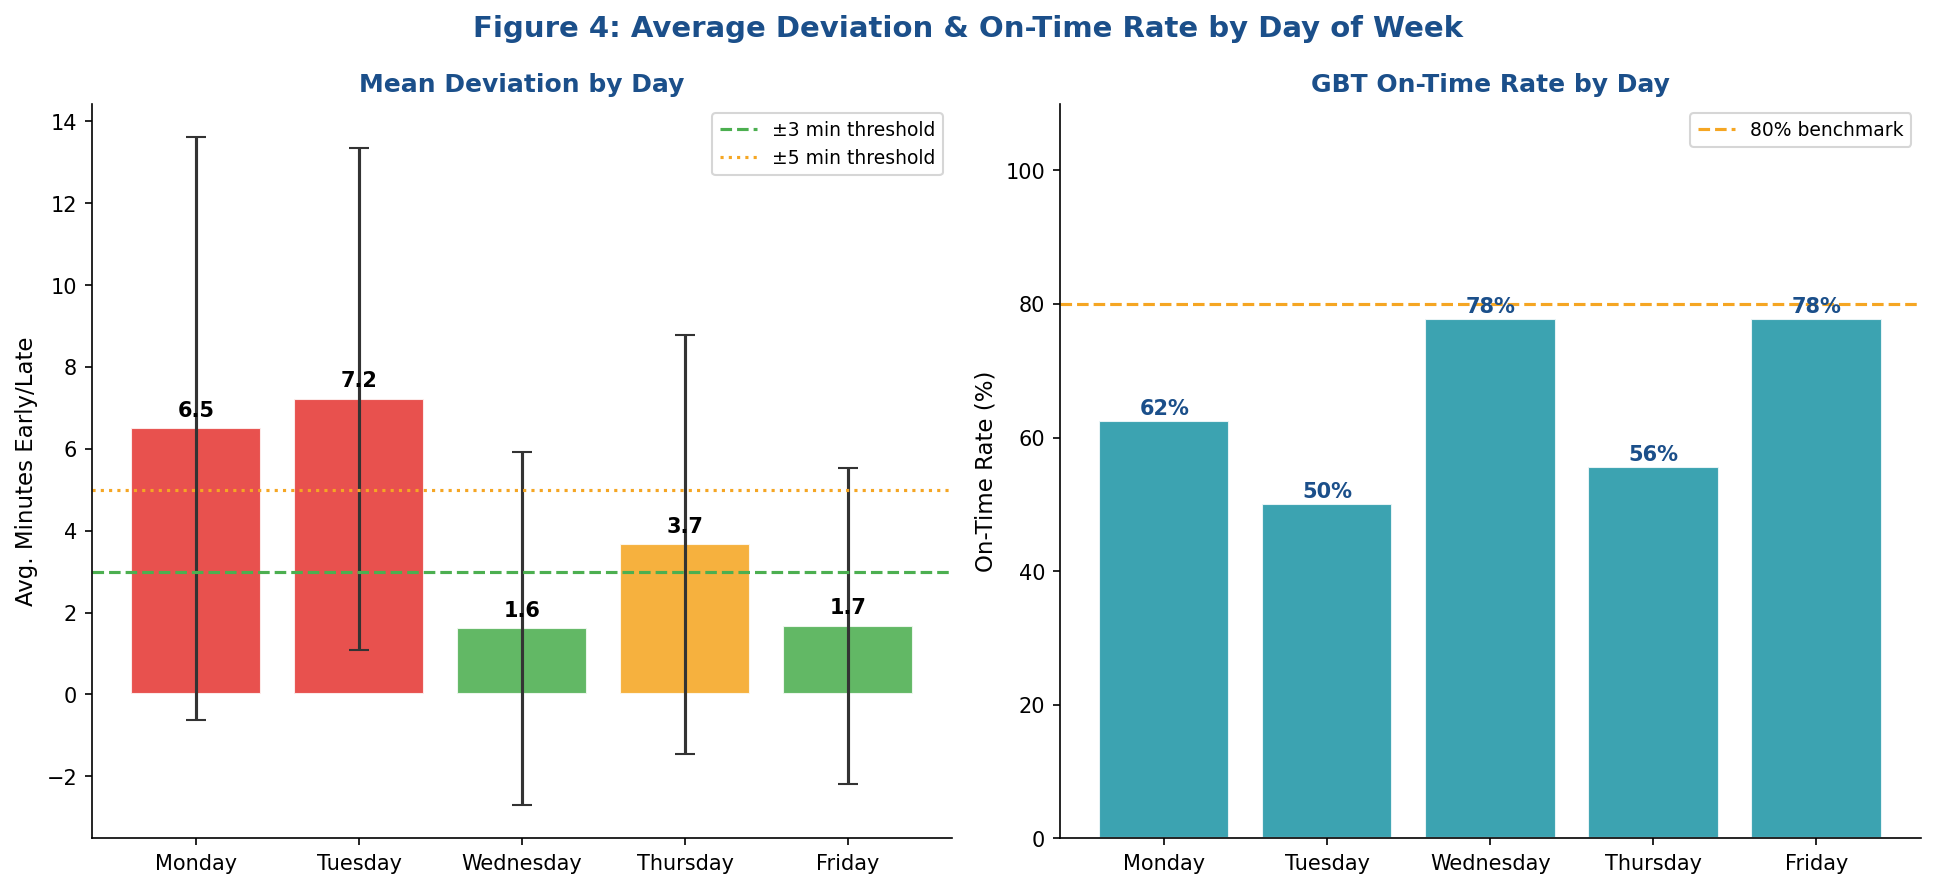 Figure 4: Average Deviation & On-Time Rate by Day of Week
Mean Deviation by Day
±3 min threshold
±5 min threshold
Avg. Minutes Early/Late
14
12
10
8
6
4
2
0
−2
6.5
7.2
1.6
3.7
1.7
Monday
Tuesday
Wednesday
Thursday
Friday
GBT On-Time Rate by Day
80% benchmark
On-Time Rate (%)
100
80
60
40
20
0
62%
50%
78%
56%
78%
Monday
Tuesday
Wednesday
Thursday
Friday